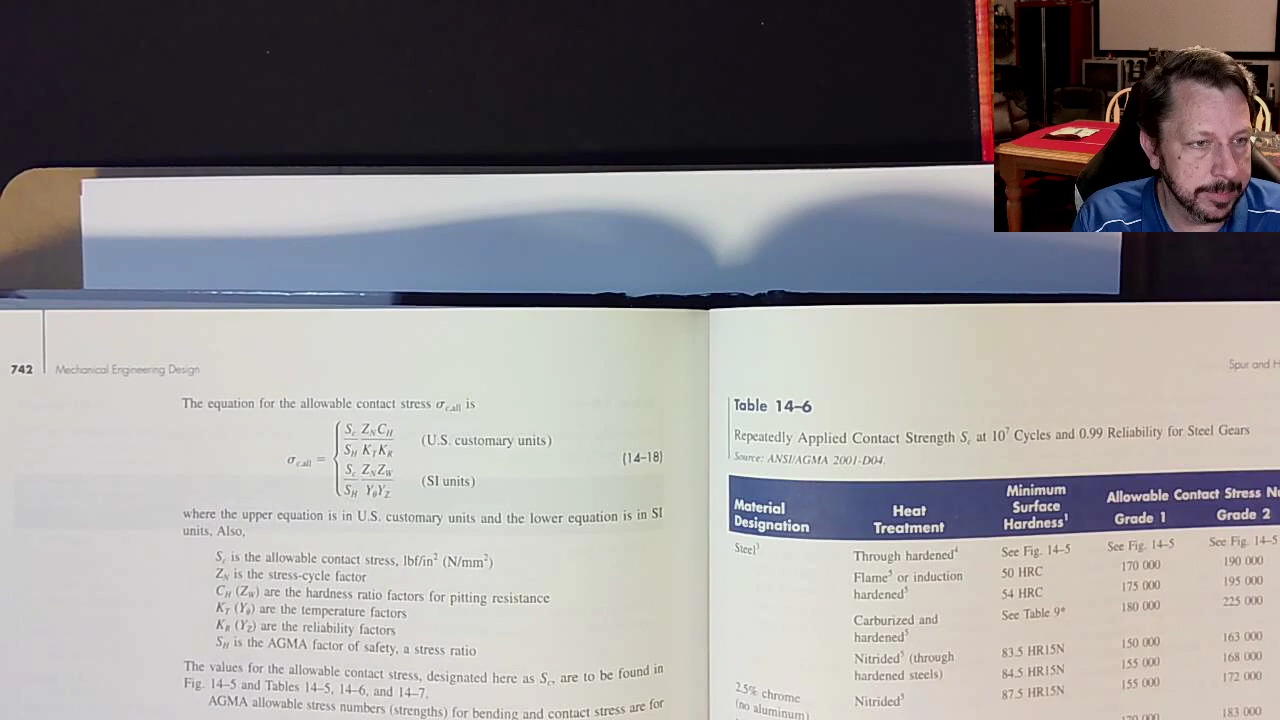 742 Mechanical Engineering Design
The equation for the allowable contact stress σc,all is
σc,all = { Sc ZN CH / SH KT KR (U.S. customary units)
Sc ZN ZW / SH Yθ YZ (SI units)
(14–18)
where the upper equation is in U.S. customary units and the lower equation is in SI
units, Also,
Sc is the allowable contact stress, lbf/in² (N/mm²)
ZN is the stress-cycle factor
CH (ZW) are the hardness ratio factors for pitting resistance
KT (Yθ) are the temperature factors
KR (YZ) are the reliability factors
SH is the AGMA factor of safety, a stress ratio
The values for the allowable contact stress, designated here as Sc, are to be found in
Fig. 14–5 and Tables 14–5, 14–6, and 14–7.
AGMA allowable stress numbers (strengths) for bending and contact stress are for
Spur and H
Table 14–6
Repeatedly Applied Contact Strength Sc at 10⁷ Cycles and 0.99 Reliability for Steel Gears
Source: ANSI/AGMA 2001-D04.
Material Designation
Heat Treatment
Minimum Surface Hardness¹
Allowable Contact Stress Nu
Grade 1 Grade 2
Steel³ Through hardened⁴ See Fig. 14–5 See Fig. 14–5 See Fig. 14–5
Flame⁵ or induction 50 HRC 170 000 190 000
hardened⁵ 54 HRC 175 000 195 000
Carburized and See Table 9* 180 000 225 000
hardened⁵
Nitrided⁵ (through 83.5 HR15N 150 000 163 000
hardened steels) 84.5 HR15N 155 000 168 000
2.5% chrome Nitrided⁵ 87.5 HR15N 155 000 172 000
(no aluminum)
170 000 183 000